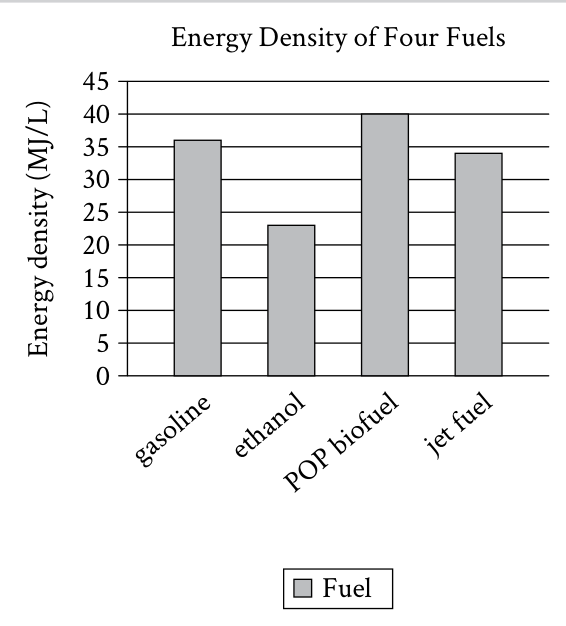 Energy Density of Four Fuels
Energy density (MJ/L)
45
40
35
30
25
20
15
10
5
0
gasoline
ethanol
POP biofuel
jet fuel
Fuel